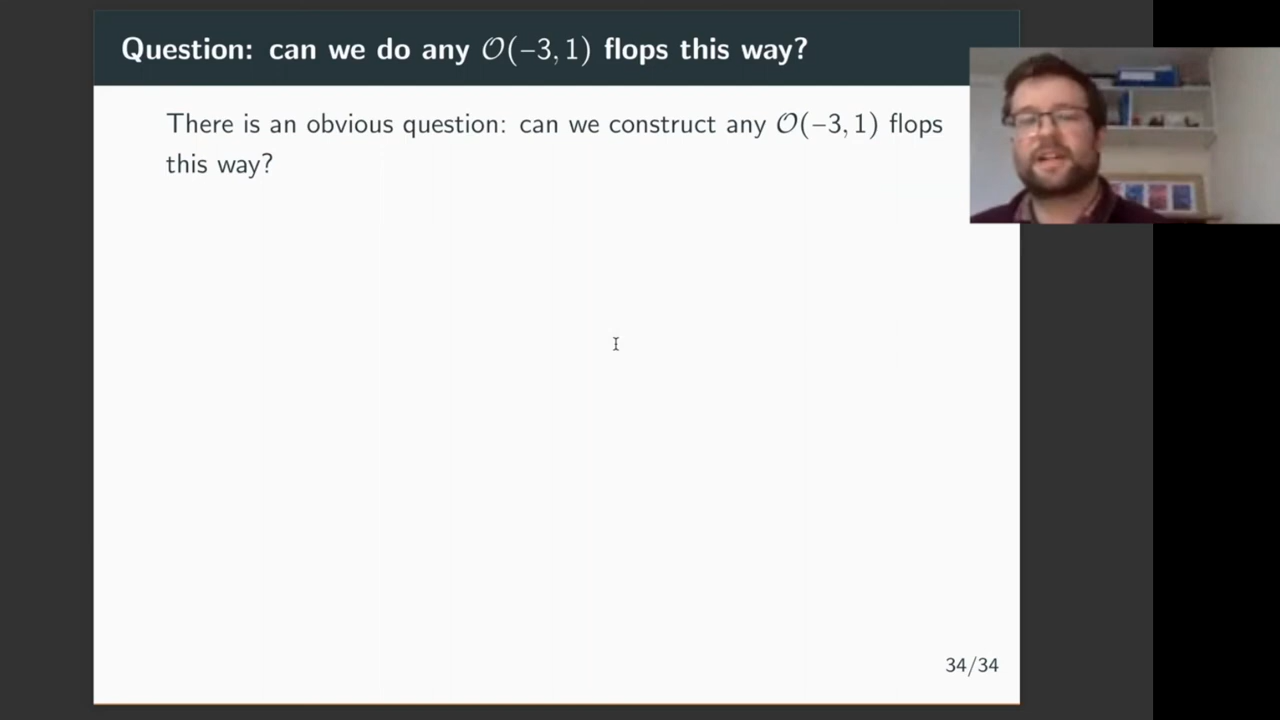 Question: can we do any 𝒪(−3, 1) flops this way?
There is an obvious question: can we construct any 𝒪(−3, 1) flops
this way?
34/34